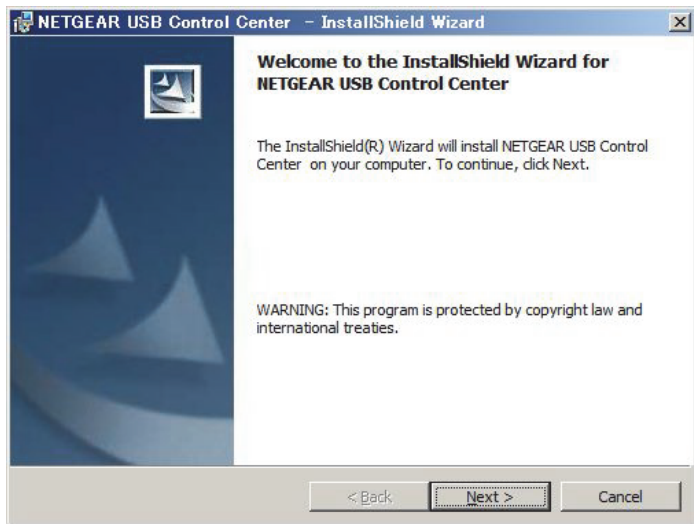 NETGEAR USB Control Center - InstallShield Wizard
Welcome to the InstallShield Wizard for
NETGEAR USB Control Center
The InstallShield(R) Wizard will install NETGEAR USB Control
Center on your computer. To continue, click Next.
WARNING: This program is protected by copyright law and
international treaties.
< Back
Next >
Cancel